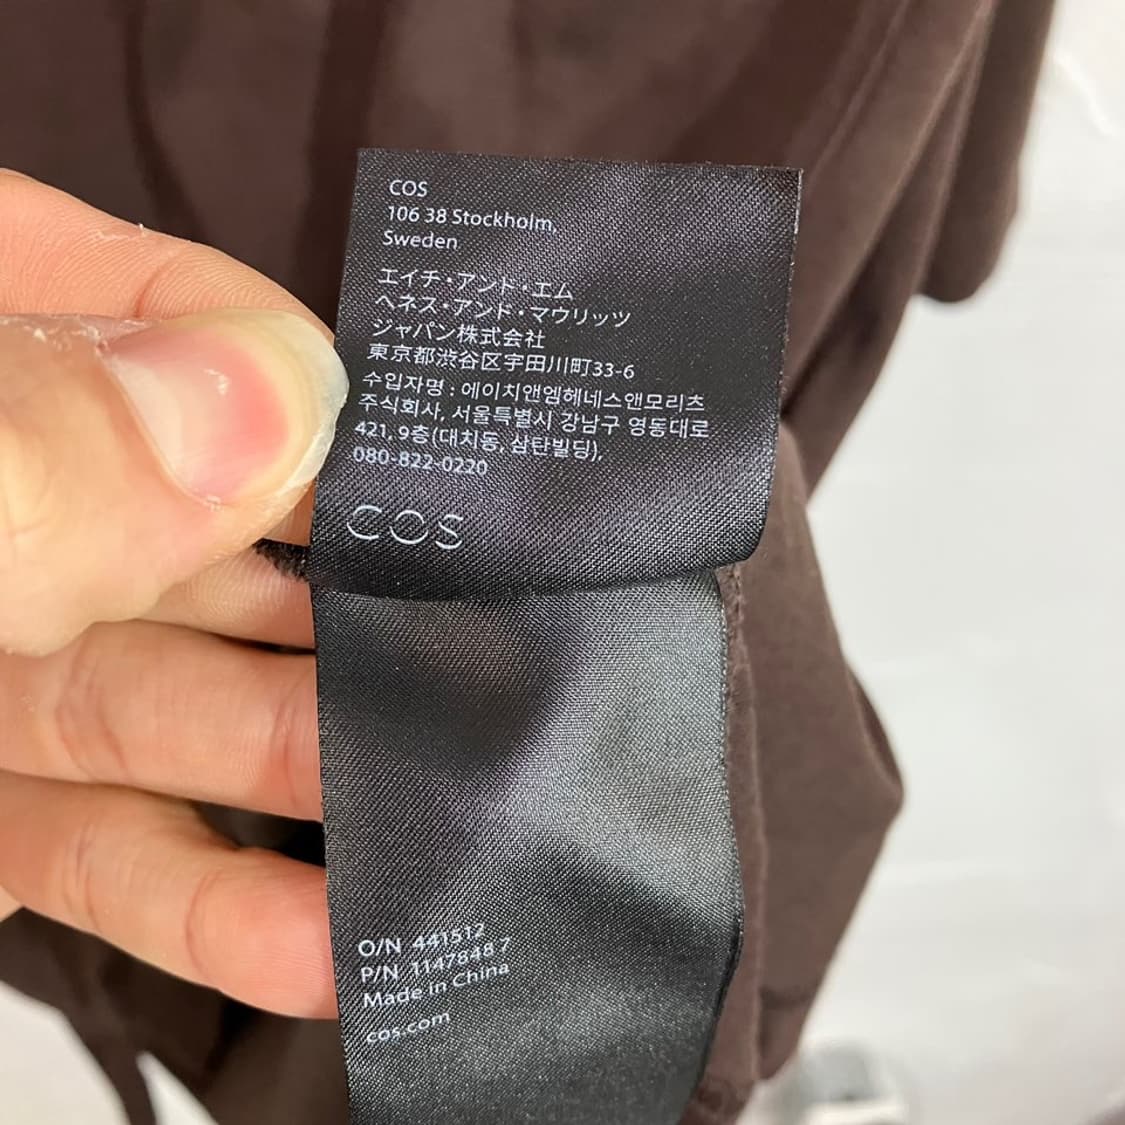 COS
106 38 Stockholm,
Sweden
エイチ・アンド・エム
ヘネス・アンド・マウリッツ
ジャパン株式会社
東京都渋谷区宇田川町33-6
수입자명 : 에이치앤엠헤네스앤모리츠
주식회사, 서울특별시 강남구 영동대로
421, 9층(대치동, 삼탄빌딩),
080-822-0220
COS
O/N 441512
P/N 1147848 7
Made in China
cos.com